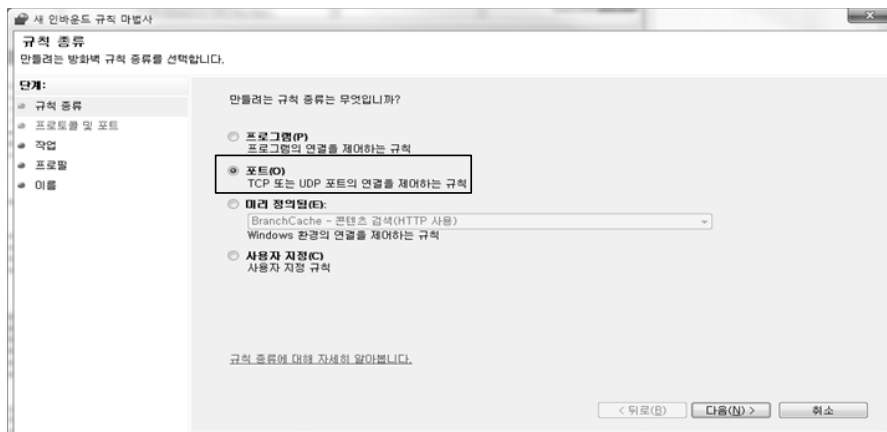 새 인바운드 규칙 마법사
규칙 종류
만들려는 방화벽 규칙 종류를 선택합니다.
단계:
규칙 종류
프로토콜 및 포트
작업
프로필
이름
만들려는 규칙 종류는 무엇입니까?
프로그램(P)
프로그램의 연결을 제어하는 규칙
포트(O)
TCP 또는 UDP 포트의 연결을 제어하는 규칙
미리 정의됨(E):
BranchCache - 콘텐츠 검색(HTTP 사용)
Windows 환경의 연결을 제어하는 규칙
사용자 지정(C)
사용자 지정 규칙
규칙 종류에 대해 자세히 알아봅니다.
< 뒤로(B) 다음(N) > 취소